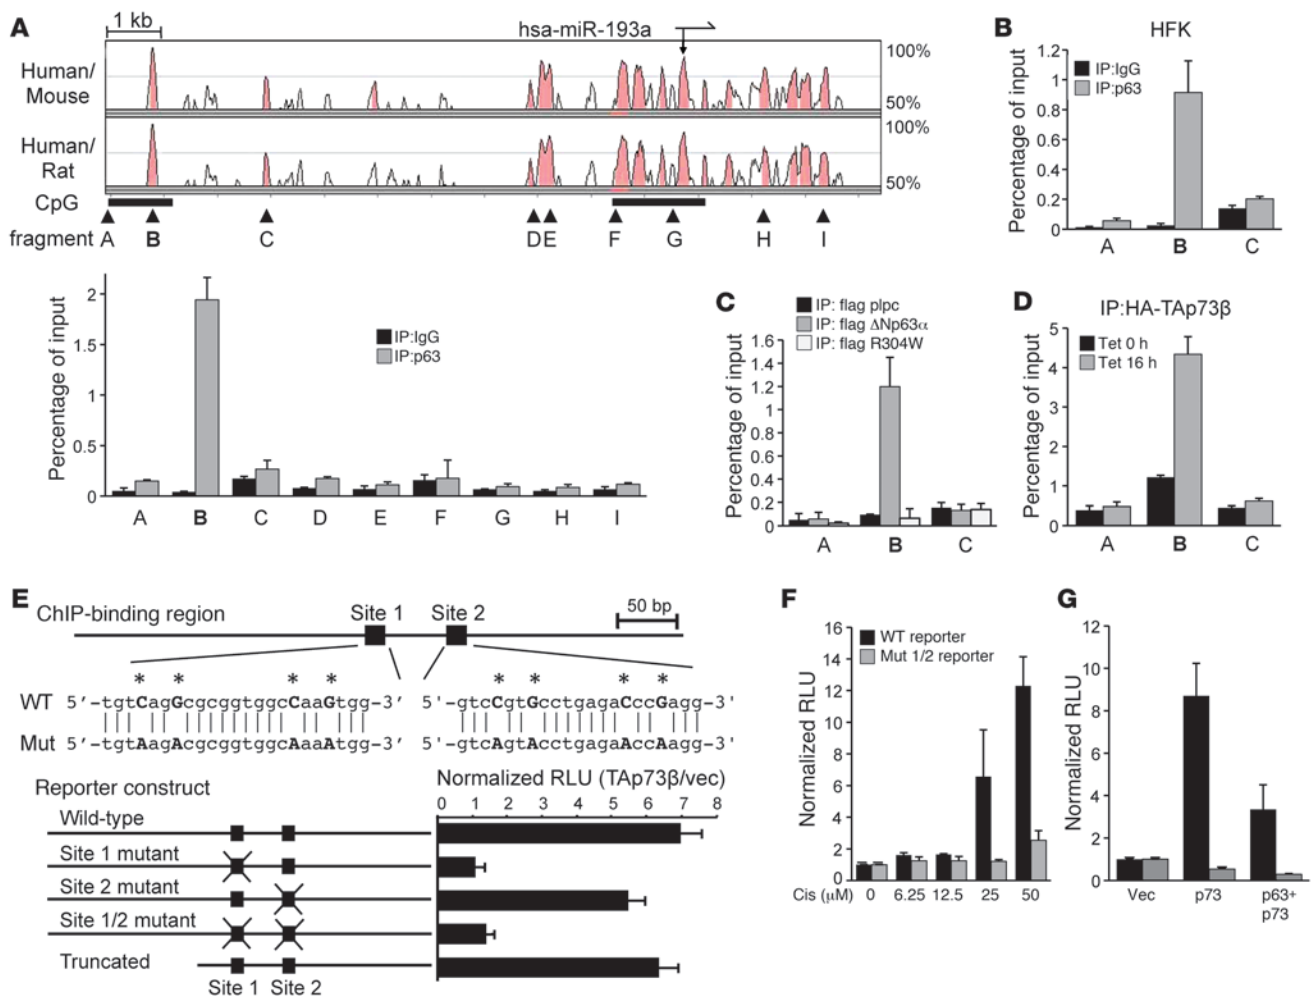 A
1 kb
hsa-miR-193a
Human/
Mouse
100%
50%
Human/
Rat
100%
50%
CpG
fragment A B C D E F G H I
Percentage of input
2
1.5
1
0.5
0
IP:IgG
IP:p63
A B C D E F G H I
B
HFK
Percentage of input
1.2
1
0.8
0.6
0.4
0.2
0
IP:IgG
IP:p63
A B C
C
IP: flag plpc
IP: flag ΔNp63α
IP: flag R304W
Percentage of input
1.6
1.4
1.2
1
0.8
0.6
0.4
0.2
0
A B C
D
IP:HA-TAp73β
Percentage of input
5
4
3
2
1
0
Tet 0 h
Tet 16 h
A B C
E
ChIP-binding region
Site 1 Site 2
50 bp
* * * * * * * *
WT 5'-tgtCagGcgcggtggcCaaGtgg-3' 5'-gtcCgtGcctgagaCccGagg-3'
Mut 5'-tgtAagAcgcggtggcAaaAtgg-3' 5'-gtcAgtAcctgagaAccAagg-3'
Reporter construct
Normalized RLU (TAp73β/vec)
0 1 2 3 4 5 6 7 8
Wild-type
Site 1 mutant
Site 2 mutant
Site 1/2 mutant
Truncated
Site 1 Site 2
F
Normalized RLU
16
14
12
10
8
6
4
2
0
WT reporter
Mut 1/2 reporter
Cis (μM) 0 6.25 12.5 25 50
G
Normalized RLU
12
10
8
6
4
2
0
Vec p73 p63+
p73